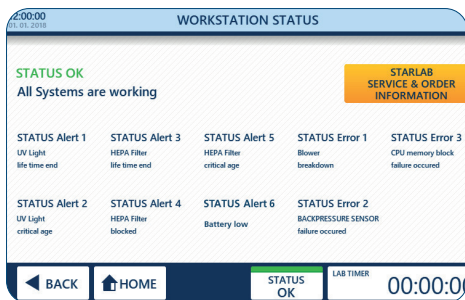 2:00:00
01. 01. 2018
WORKSTATION STATUS
STATUS OK
All Systems are working
STARLAB
SERVICE & ORDER
INFORMATION
STATUS Alert 1
UV Light
life time end
STATUS Alert 3
HEPA Filter
life time end
STATUS Alert 5
HEPA Filter
critical age
STATUS Error 1
Blower
breakdown
STATUS Error 3
CPU memory block
failure occured
STATUS Alert 2
UV Light
critical age
STATUS Alert 4
HEPA Filter
blocked
STATUS Alert 6
Battery low
STATUS Error 2
BACKPRESSURE SENSOR
failure occured
BACK
HOME
STATUS
OK
LAB TIMER
00:00:00